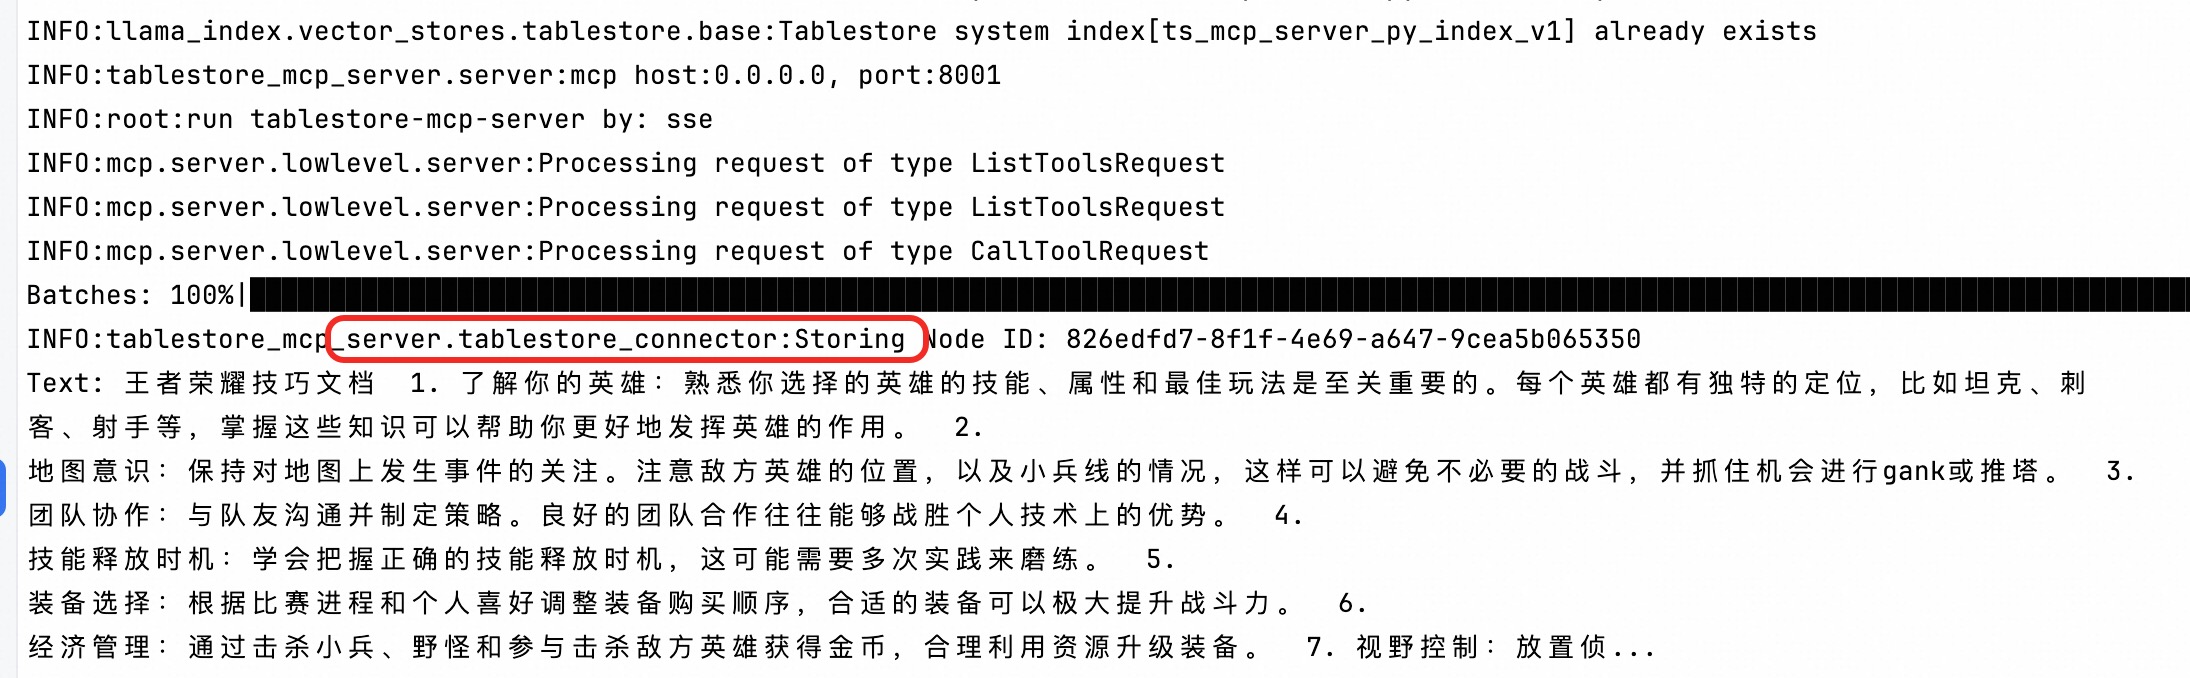 INFO:llama_index.vector_stores.tablestore.base:Tablestore system index[ts_mcp_server_py_index_v1] already exists
INFO:tablestore_mcp_server.server:mcp host:0.0.0.0, port:8001
INFO:root:run tablestore-mcp-server by: sse
INFO:mcp.server.lowlevel.server:Processing request of type ListToolsRequest
INFO:mcp.server.lowlevel.server:Processing request of type ListToolsRequest
INFO:mcp.server.lowlevel.server:Processing request of type CallToolRequest
Batches: 100%|
INFO:tablestore_mcp_server.tablestore_connector:Storing Node ID: 826edfd7-8f1f-4e69-a647-9cea5b065350
Text: 王者荣耀技巧文档  1. 了解你的英雄：熟悉你选择的英雄的技能、属性和最佳玩法是至关重要的。每个英雄都有独特的定位，比如坦克、刺
客、射手等，掌握这些知识可以帮助你更好地发挥英雄的作用。  2.
地图意识：保持对地图上发生事件的关注。注意敌方英雄的位置，以及小兵线的情况，这样可以避免不必要的战斗，并抓住机会进行gank或推塔。  3.
团队协作：与队友沟通并制定策略。良好的团队合作往往能够战胜个人技术上的优势。  4.
技能释放时机：学会把握正确的技能释放时机，这可能需要多次实践来磨练。  5.
装备选择：根据比赛进程和个人喜好调整装备购买顺序，合适的装备可以极大提升战斗力。  6.
经济管理：通过击杀小兵、野怪和参与击杀敌方英雄获得金币，合理利用资源升级装备。  7. 视野控制：放置侦...